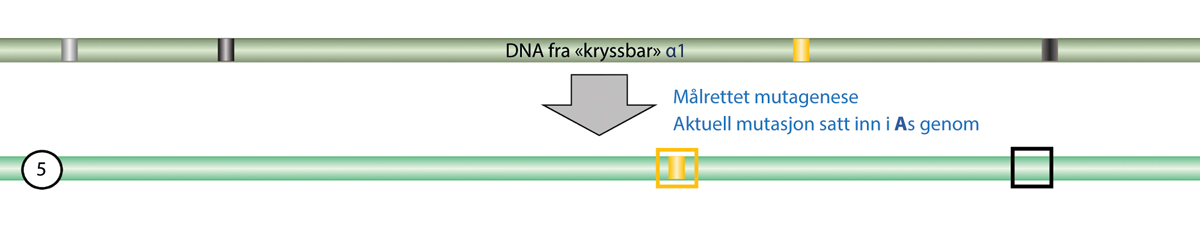 DNA fra «kryssbar» α1
Målrettet mutagenese
Aktuell mutasjon satt inn i As genom
5